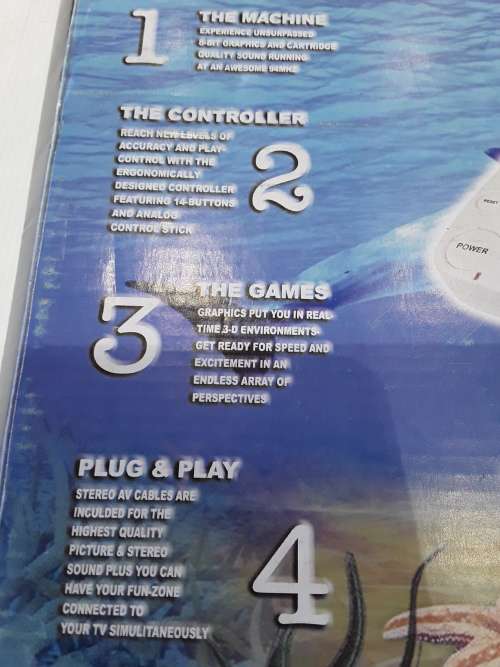 1
THE MACHINE
EXPERIENCE UNSURPASSED
8-BIT GRAPHICS AND CARTRIDGE
QUALITY SOUND RUNNING
AT AN AWESOME 94MHZ
THE CONTROLLER
REACH NEW LEVELS OF
ACCURACY AND PLAY-
CONTROL WITH THE
ERGONOMICALLY
DESIGNED CONTROLLER
FEATURING 14-BUTTONS
AND ANALOG
CONTROL STICK
2
RESET
POWER
3
THE GAMES
GRAPHICS PUT YOU IN REAL-
TIME 3-D ENVIRONMENTS-
GET READY FOR SPEED AND
EXCITEMENT IN AN
ENDLESS ARRAY OF
PERSPECTIVES
PLUG & PLAY
STEREO AV CABLES ARE
INCULDED FOR THE
HIGHEST QUALITY
PICTURE & STEREO
SOUND PLUS YOU CAN
HAVE YOUR FUN-ZONE
CONNECTED TO
YOUR TV SIMULITANEOUSLY
4